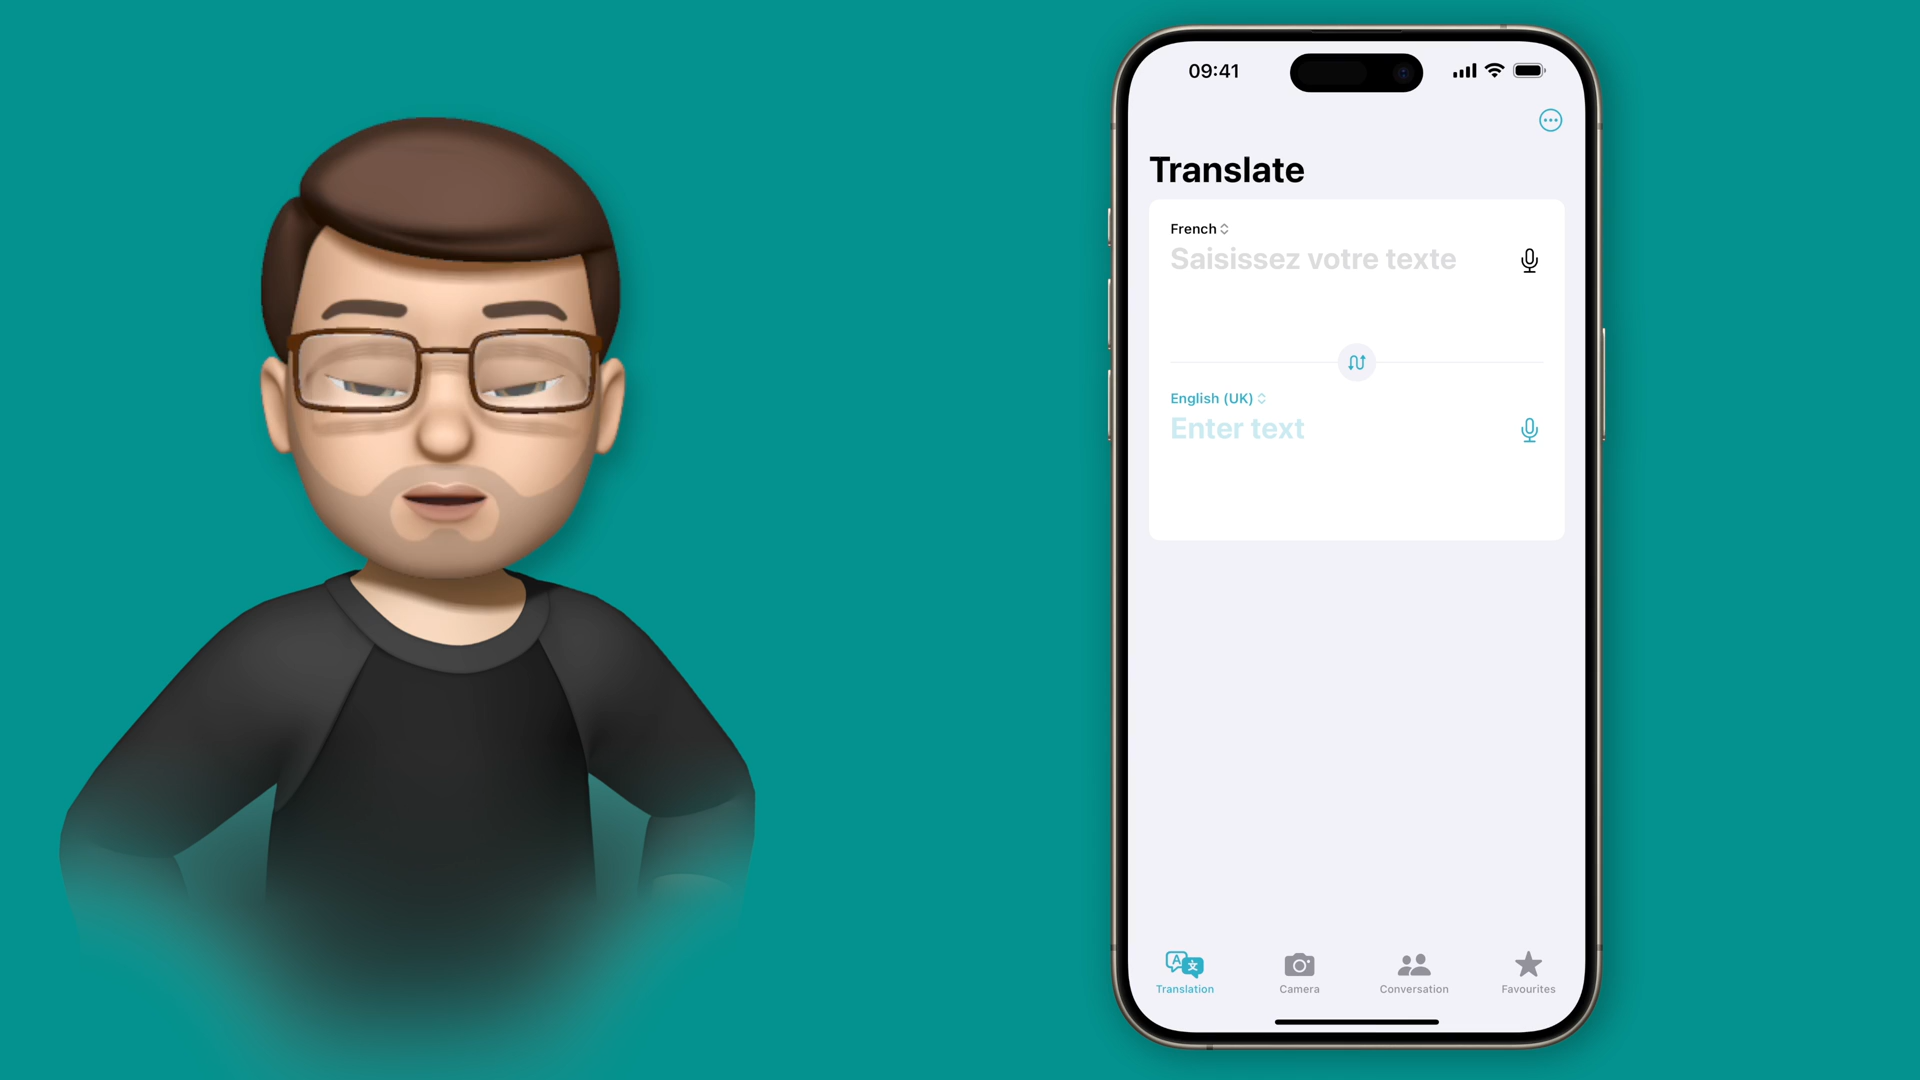 09:41
Translate
French
Saisissez votre texte
English (UK)
Enter text
Translation
Camera
Conversation
Favourites